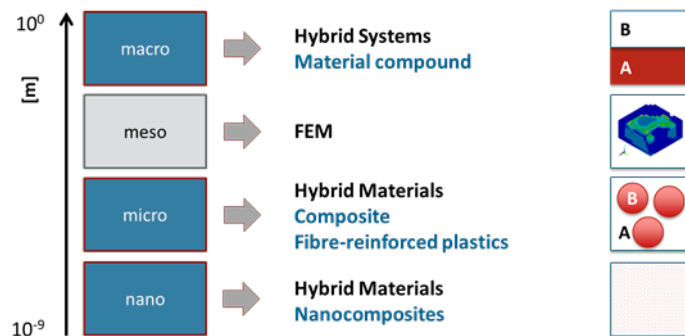 10⁰
[m]
10⁻⁹
macro
Hybrid Systems
Material compound
B
A
meso
FEM
micro
Hybrid Materials
Composite
Fibre-reinforced plastics
B
A
nano
Hybrid Materials
Nanocomposites